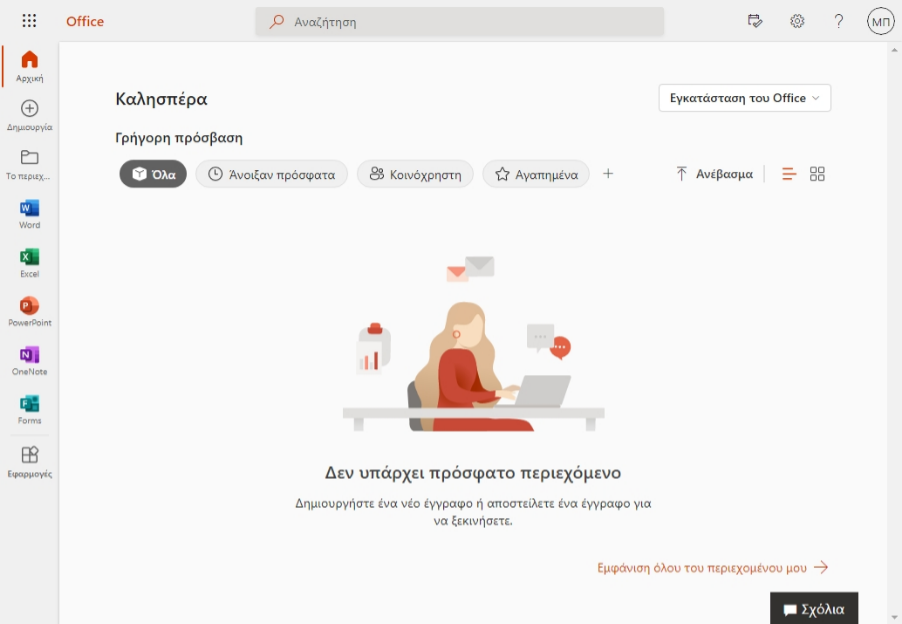 Office
Αναζήτηση
?
ΜΠ
Αρχική
Δημιουργία
Το περιεχ...
W
Word
X
Excel
P
PowerPoint
N
OneNote
F
Forms
Εφαρμογές
Καλησπέρα
Εγκατάσταση του Office
Γρήγορη πρόσβαση
Όλα
Άνοιξαν πρόσφατα
Κοινόχρηστη
Αγαπημένα
+
Ανέβασμα
Δεν υπάρχει πρόσφατο περιεχόμενο
Δημιουργήστε ένα νέο έγγραφο ή αποστείλετε ένα έγγραφο για
να ξεκινήσετε.
Εμφάνιση όλου του περιεχομένου μου
Σχόλια